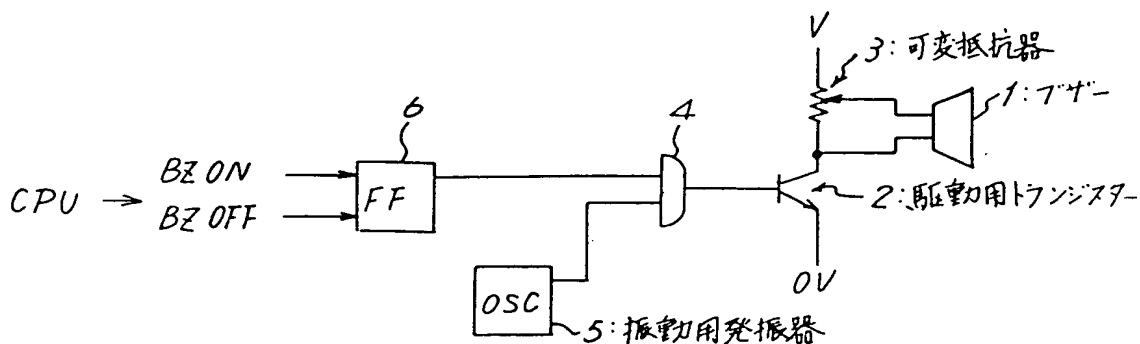 V
3:可変抵抗器
1:ブザー
6
4
CPU → BZ ON
BZ OFF
FF
2:駆動用トランジスター
OSC
0V
5:振動用発振器